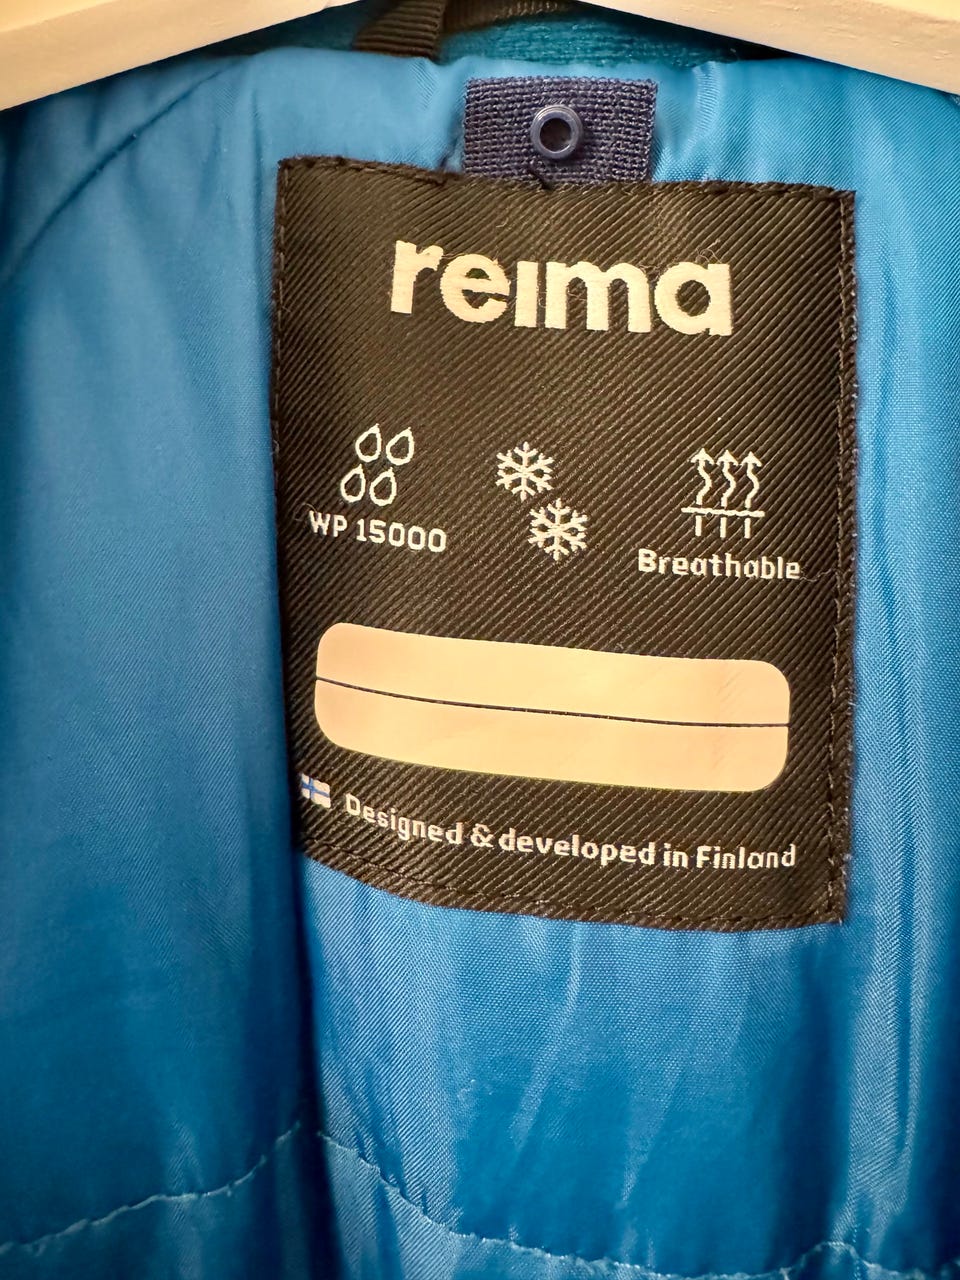 reima
WP 15000
Breathable
Designed & developed in Finland